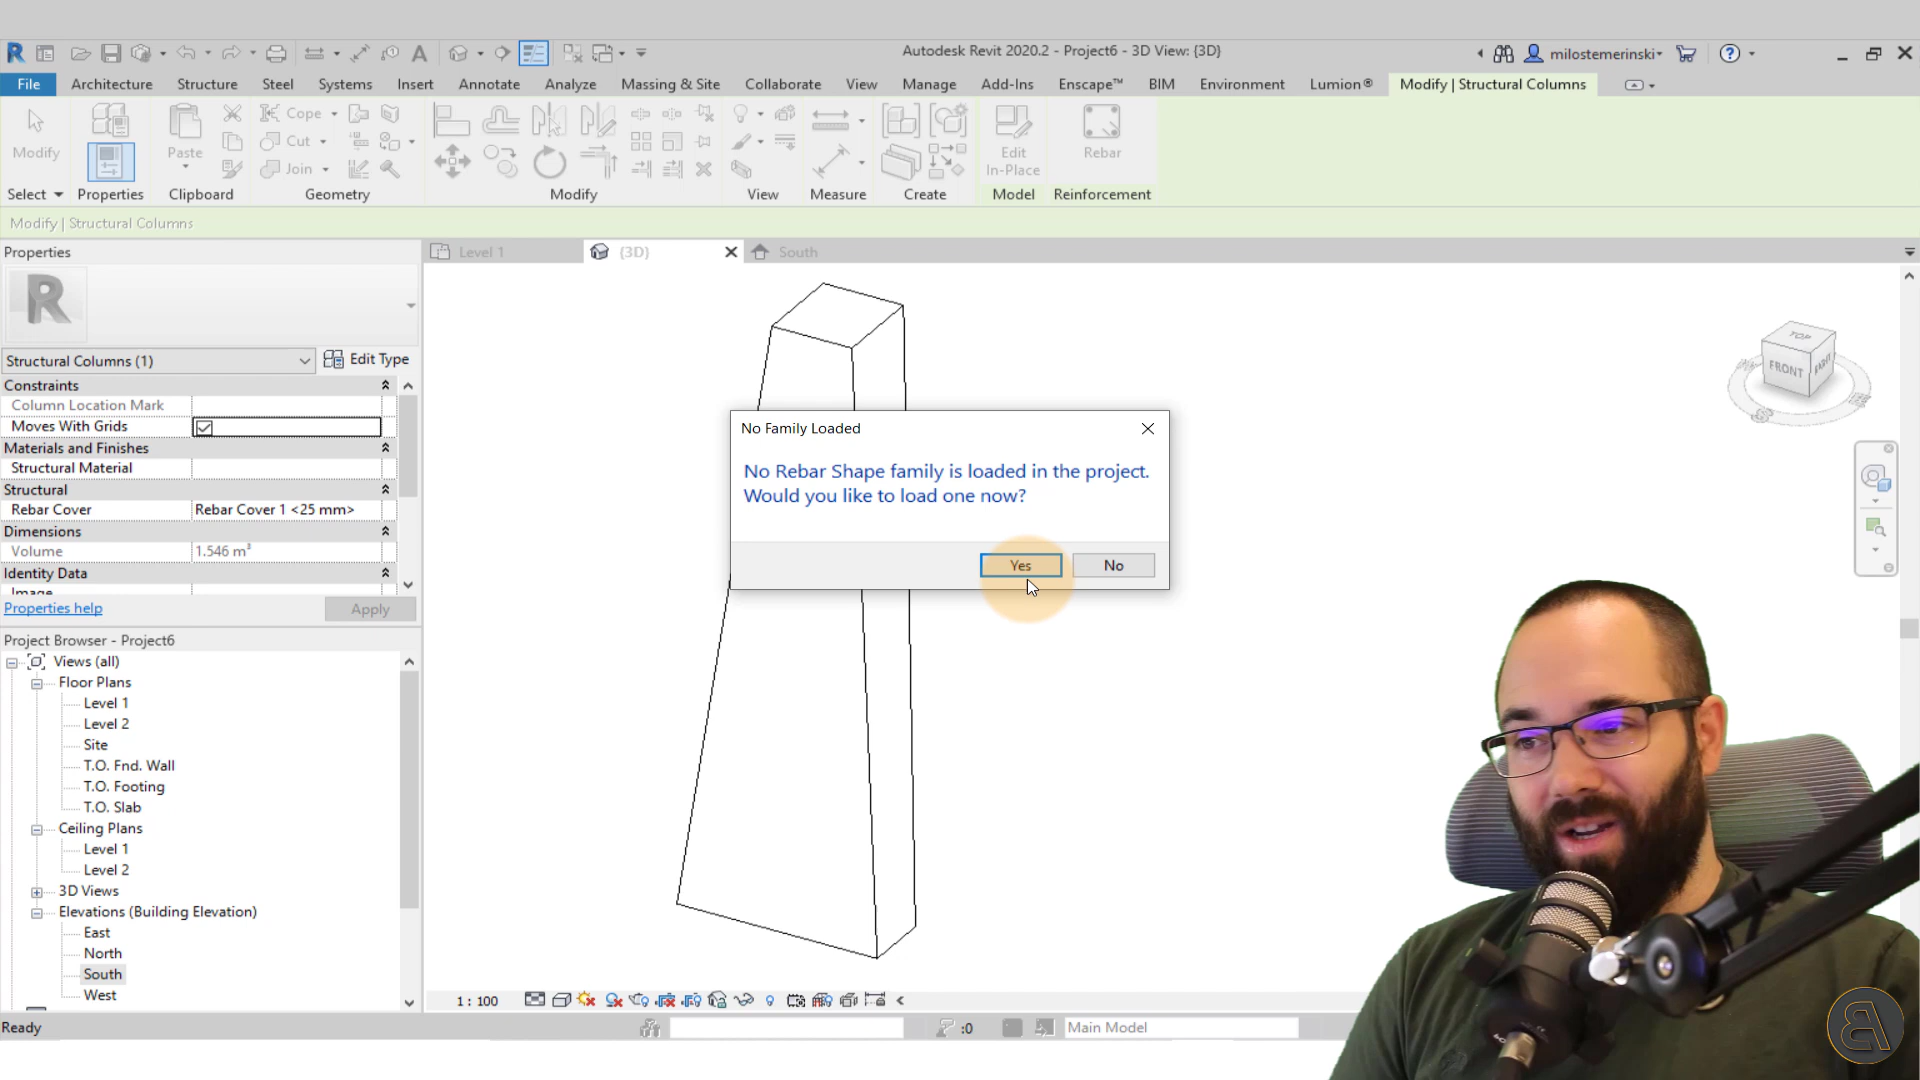 Autodesk Revit 2020.2 - Project6 - 3D View: {3D}
milostemerinski
File Architecture Structure Steel Systems Insert Annotate Analyze Massing & Site Collaborate View Manage Add-Ins Enscape™ BIM Environment Lumion® Modify | Structural Columns
Cope
Cut
Join
Modify
Paste
Edit
In-Place
Rebar
Select Properties Clipboard Geometry Modify View Measure Create Model Reinforcement
Modify | Structural Columns
Properties
Level 1
{3D}
South
R
Structural Columns (1)
Edit Type
Constraints
Column Location Mark
Moves With Grids
Materials and Finishes
Structural Material
Structural
Rebar Cover Rebar Cover 1 <25 mm>
Dimensions
Volume 1.546 m³
Identity Data
Image
Properties help
Apply
Project Browser - Project6
Views (all)
Floor Plans
Level 1
Level 2
Site
T.O. Fnd. Wall
T.O. Footing
T.O. Slab
Ceiling Plans
Level 1
Level 2
3D Views
Elevations (Building Elevation)
East
North
South
West
No Family Loaded
No Rebar Shape family is loaded in the project.
Would you like to load one now?
Yes
No
TOP
FRONT
RIGHT
1 : 100
Ready
:0
Main Model